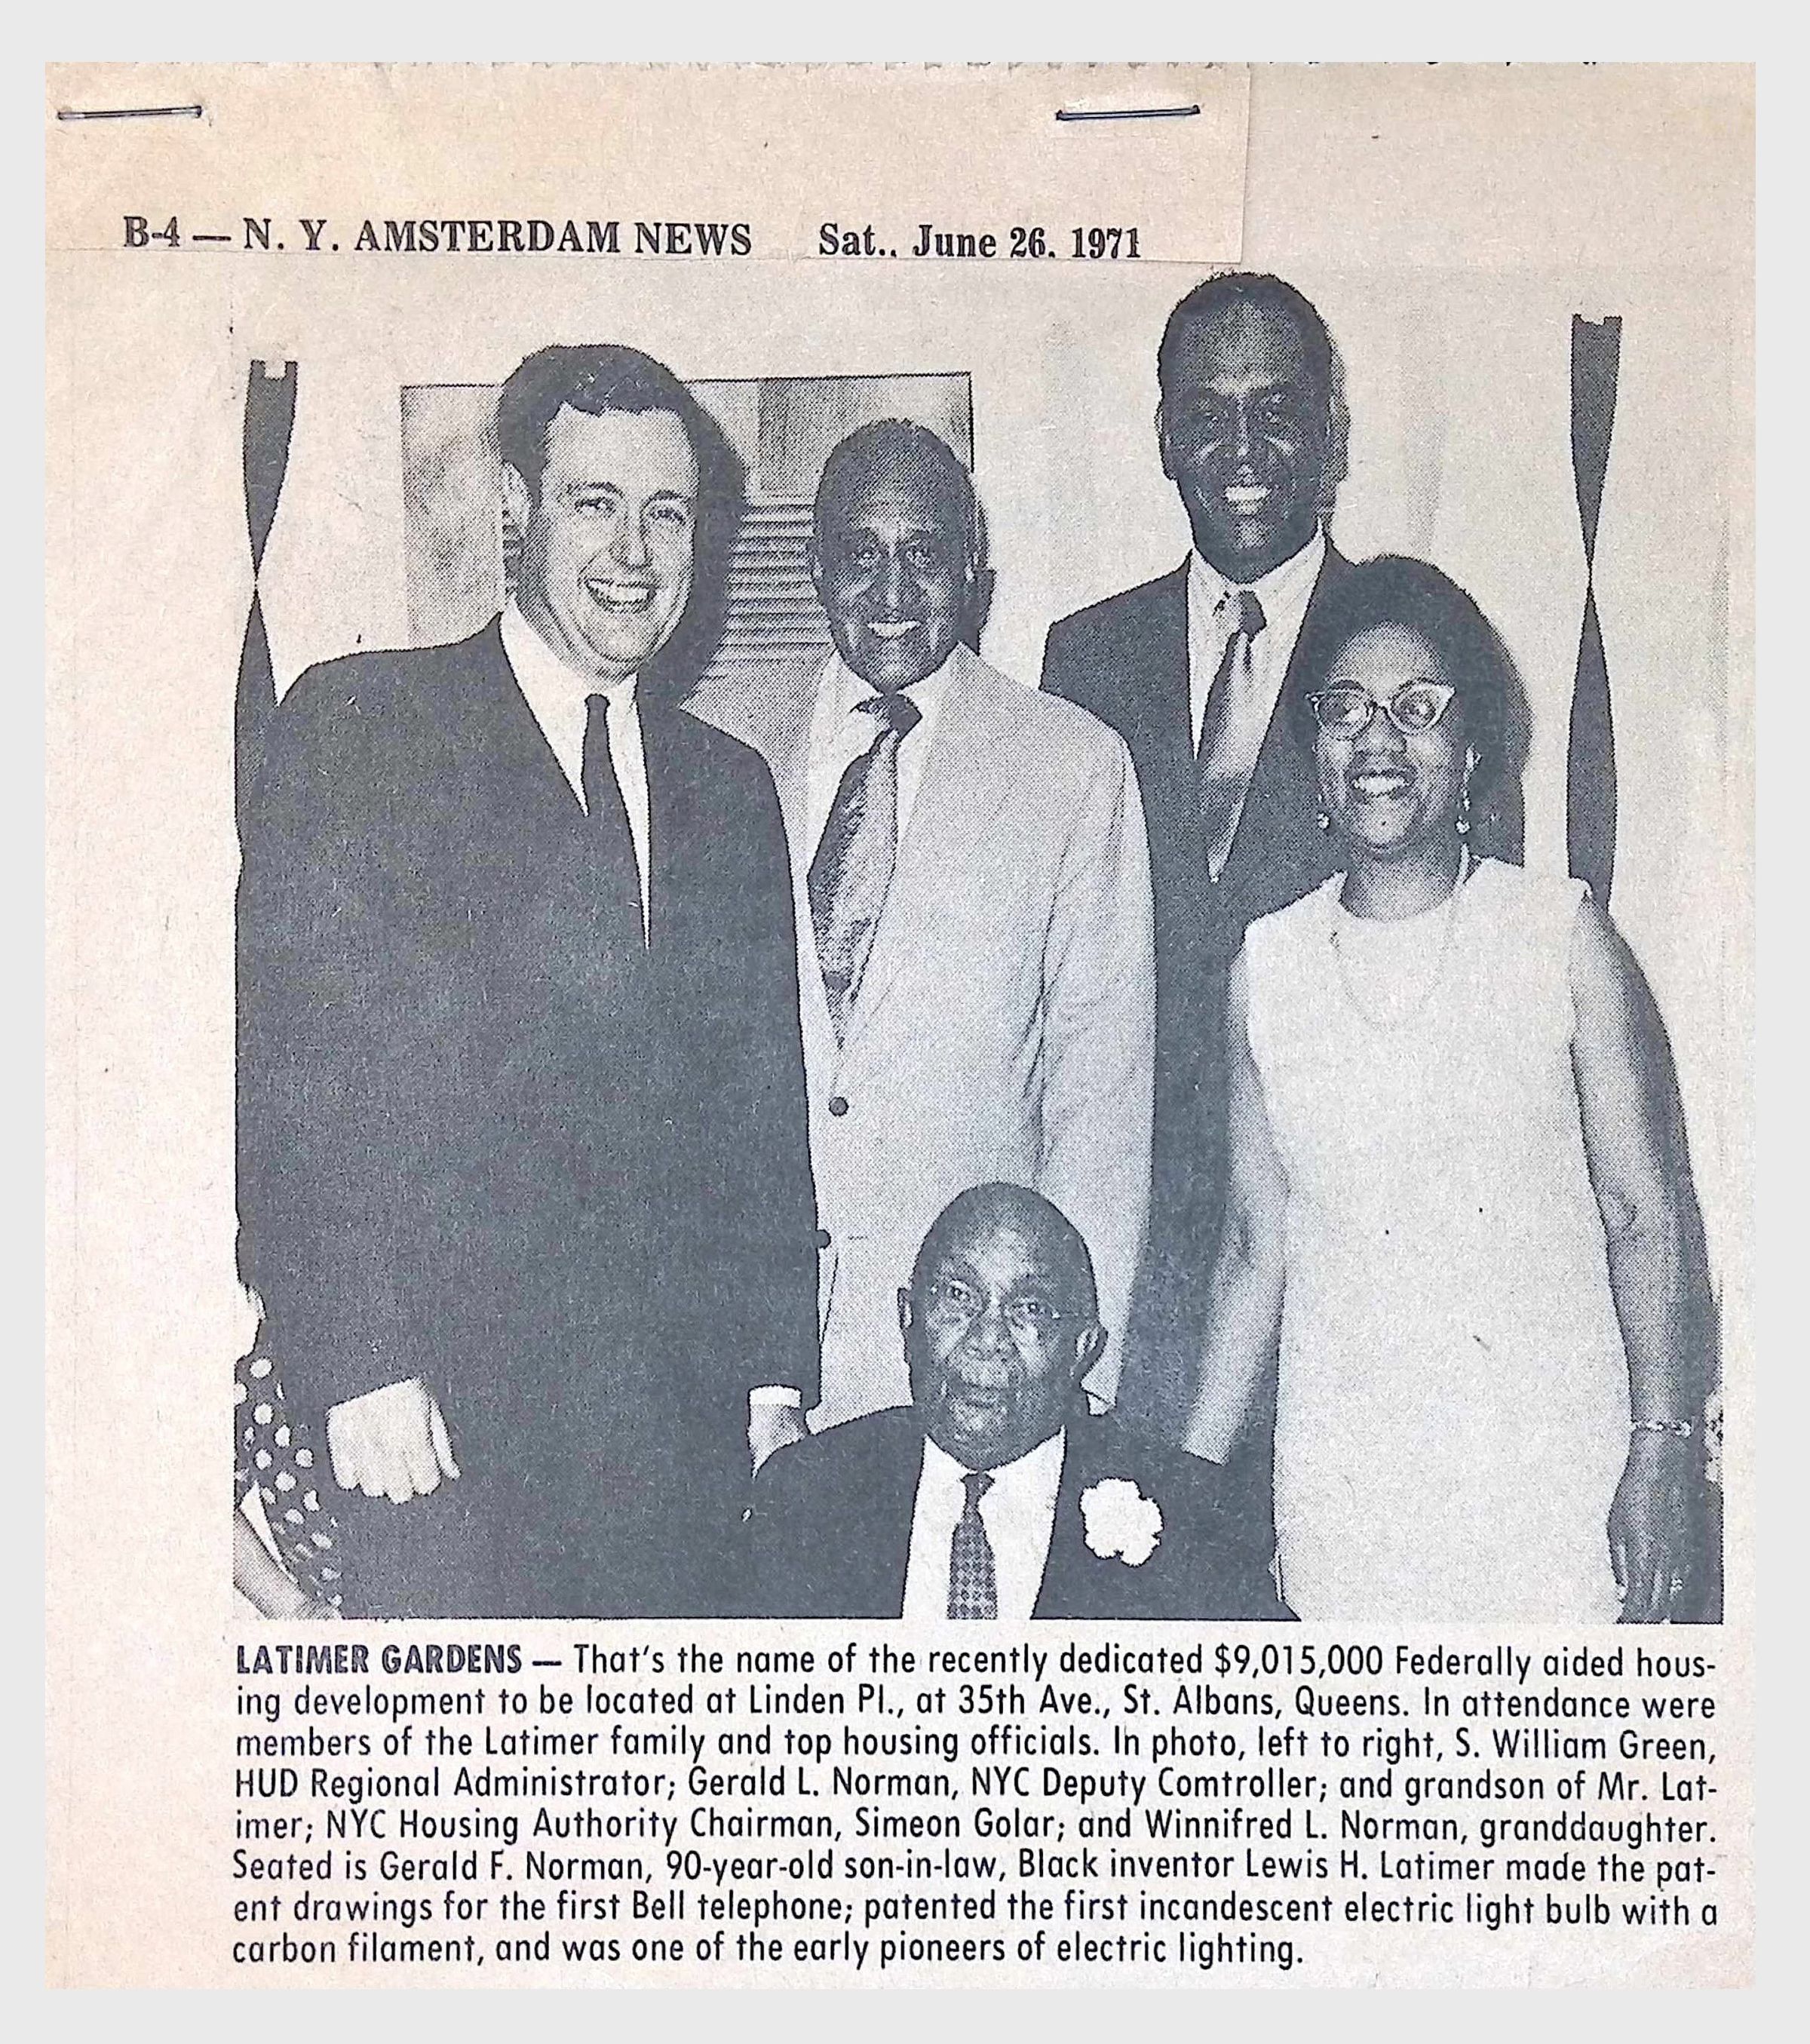 B-4 — N. Y. AMSTERDAM NEWS Sat., June 26, 1971
LATIMER GARDENS — That's the name of the recently dedicated $9,015,000 Federally aided hous-
ing development to be located at Linden Pl., at 35th Ave., St. Albans, Queens. In attendance were
members of the Latimer family and top housing officials. In photo, left to right, S. William Green,
HUD Regional Administrator; Gerald L. Norman, NYC Deputy Comtroller; and grandson of Mr. Lat-
imer; NYC Housing Authority Chairman, Simeon Golar; and Winnifred L. Norman, granddaughter.
Seated is Gerald F. Norman, 90-year-old son-in-law, Black inventor Lewis H. Latimer made the pat-
ent drawings for the first Bell telephone; patented the first incandescent electric light bulb with a
carbon filament, and was one of the early pioneers of electric lighting.